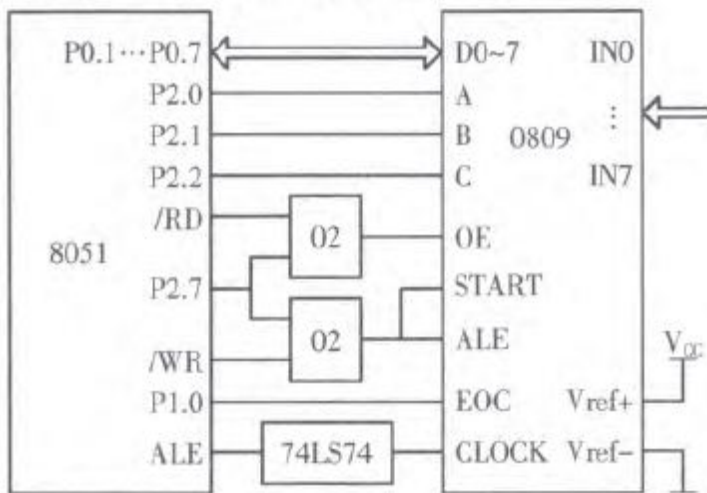 P0.1…P0.7
P2.0
P2.1
P2.2
/RD
8051
P2.7
/WR
P1.0
ALE
02
02
74LS74
D0~7
IN0
A
B
0809
⋮
C
IN7
OE
START
ALE
VCC
EOC
Vref+
CLOCK
Vref-